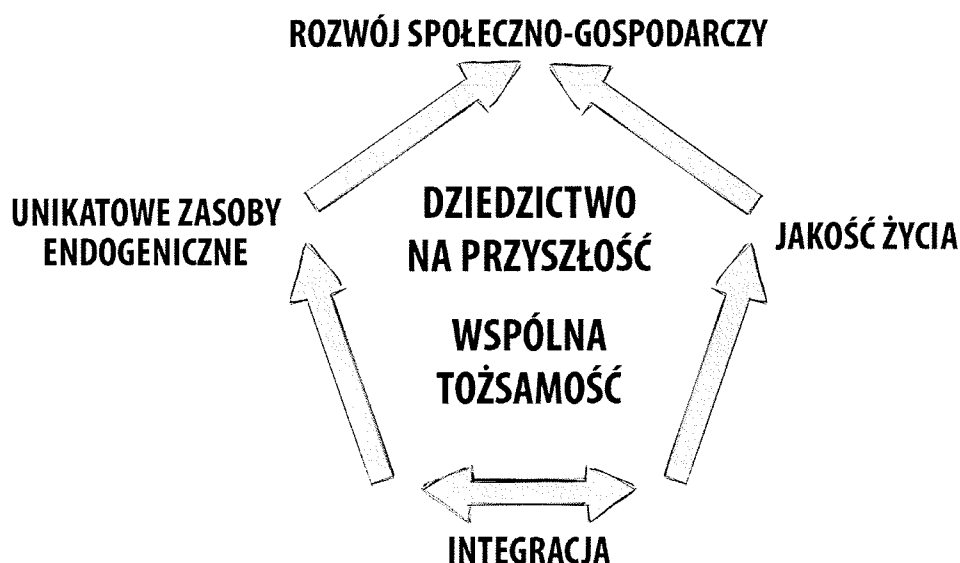 ROZWÓJ SPOŁECZNO-GOSPODARCZY
UNIKATOWE ZASOBY
ENDOGENICZNE
DZIEDZICTWO
NA PRZYSZŁOŚĆ
WSPÓLNA
TOŻSAMOŚĆ
JAKOŚĆ ŻYCIA
INTEGRACJA